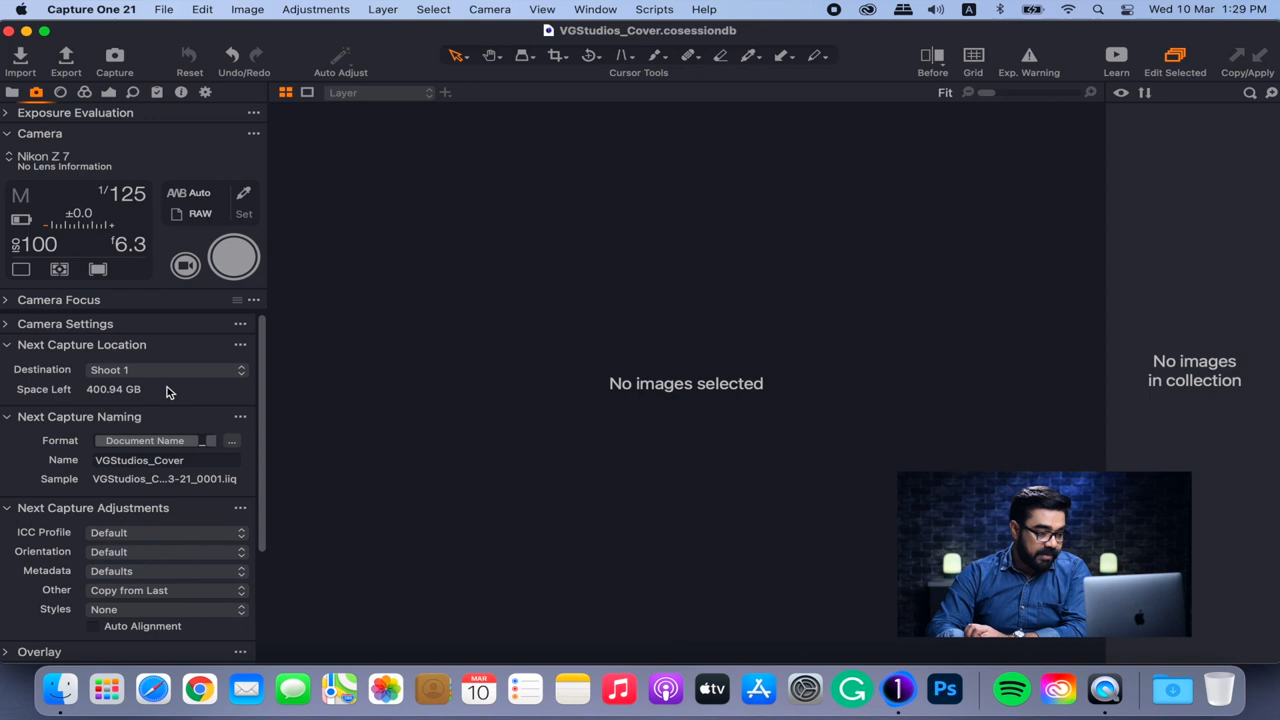 Capture One 21 File Edit Image Adjustments Layer Select Camera View Window Scripts Help A Wed 10 Mar 1:29 PM
VGStudios_Cover.cosessiondb
Import Export Capture Reset Undo/Redo Auto Adjust Cursor Tools Before Grid Exp. Warning Learn Edit Selected Copy/Apply
Layer Fit
Exposure Evaluation
Camera
Nikon Z 7
No Lens Information
M 1/125 AWB Auto
±0.0 RAW Set
ISO100 f6.3
Camera Focus
Camera Settings
Next Capture Location
Destination Shoot 1
Space Left 400.94 GB
Next Capture Naming
Format Document Name _ ...
Name VGStudios_Cover
Sample VGStudios_C...3-21_0001.iiq
Next Capture Adjustments
ICC Profile Default
Orientation Default
Metadata Defaults
Other Copy from Last
Styles None
Auto Alignment
Overlay
No images selected
No images
in collection
MAR
10
tv
1
Ps